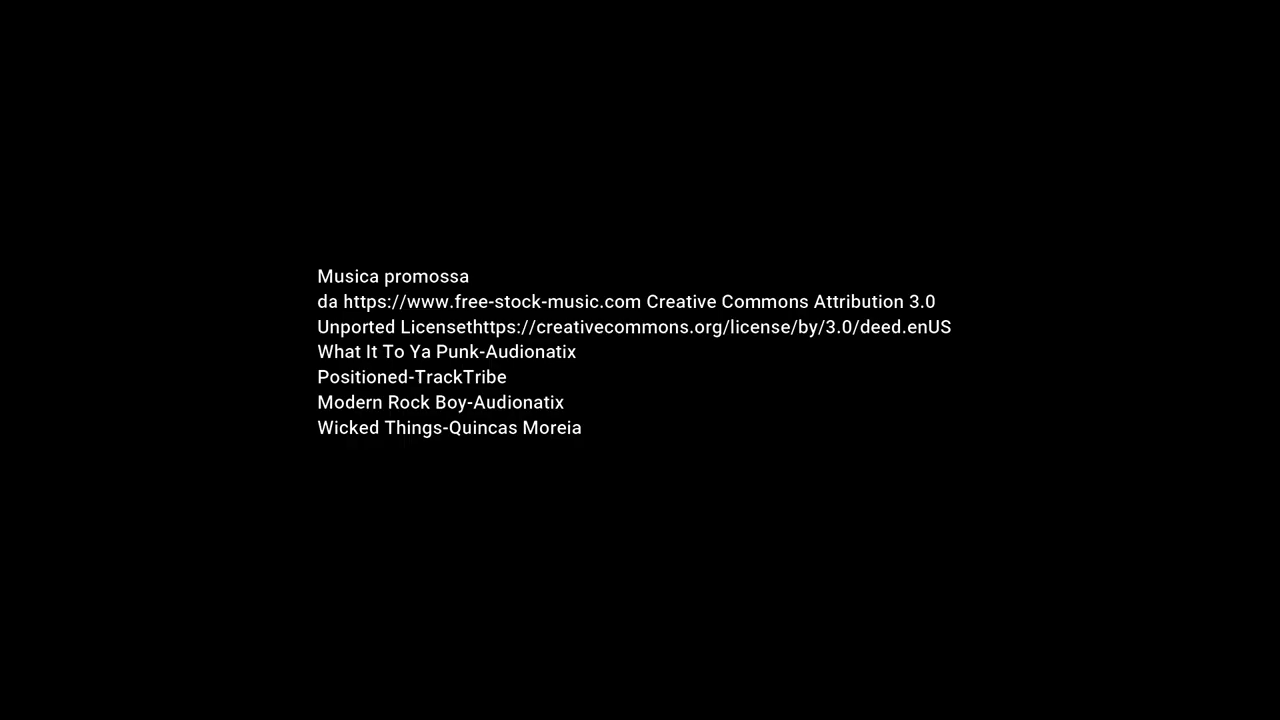 Musica promossa
da https://www.free-stock-music.com Creative Commons Attribution 3.0
Unported Licensethttps://creativecommons.org/license/by/3.0/deed.enUS
What It To Ya Punk-Audionatix
Positioned-TrackTribe
Modern Rock Boy-Audionatix
Wicked Things-Quincas Moreia